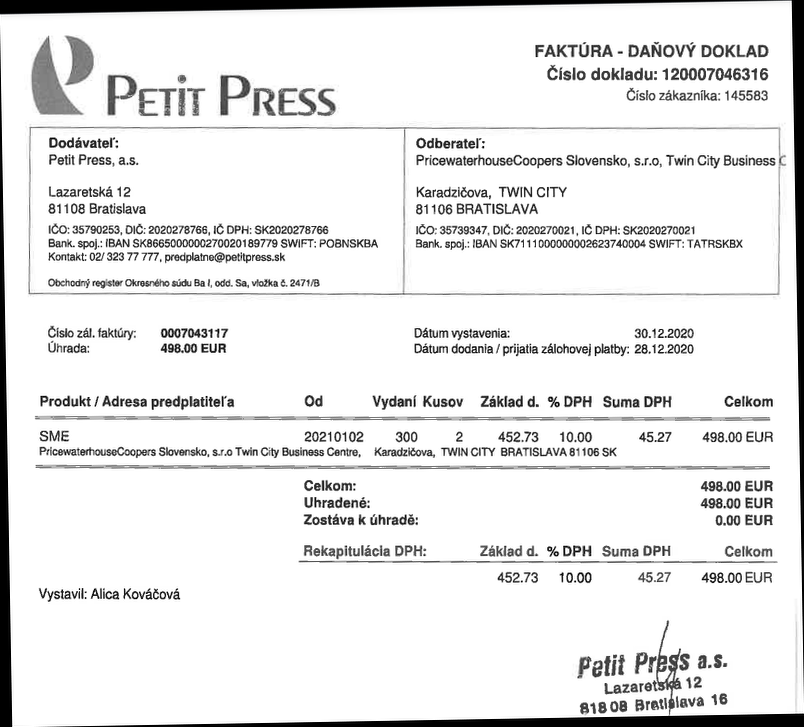 PETIT PRESS
FAKTÚRA - DAŇOVÝ DOKLAD
Číslo dokladu: 120007046316
Číslo zákazníka: 145583
Dodávateľ:
Petit Press, a.s.
Lazaretská 12
81108 Bratislava
IČO: 35790253, DIČ: 2020278766, IČ DPH: SK2020278766
Bank. spoj.: IBAN SK8665000000270020189779 SWIFT: POBNSKBA
Kontakt: 02/ 323 77 777, predplatne@petitpress.sk
Obchodný register Okresného súdu Ba I, odd. Sa, vložka č. 2471/B
Odberateľ:
PricewaterhouseCoopers Slovensko, s.r.o, Twin City Business C
Karadzičova, TWIN CITY
81106 BRATISLAVA
IČO: 35739347, DIČ: 2020270021, IČ DPH: SK2020270021
Bank. spoj.: IBAN SK7111000000002623740004 SWIFT: TATRSKBX
Číslo zál. faktúry: 0007043117
Úhrada: 498.00 EUR
Dátum vystavenia: 30.12.2020
Dátum dodania / prijatia zálohovej platby: 28.12.2020
Produkt / Adresa predplatiteľa Od Vydaní Kusov Základ d. % DPH Suma DPH Celkom
SME 20210102 300 2 452.73 10.00 45.27 498.00 EUR
PricewaterhouseCoopers Slovensko, s.r.o Twin City Business Centre, Karadzičova, TWIN CITY BRATISLAVA 81106 SK
Celkom: 498.00 EUR
Uhradené: 498.00 EUR
Zostáva k úhradě: 0.00 EUR
Rekapitulácia DPH: Základ d. % DPH Suma DPH Celkom
452.73 10.00 45.27 498.00 EUR
Vystavil: Alica Kováčová
Petit Press a.s.
Lazaretská 12
818 08 Bratislava 16